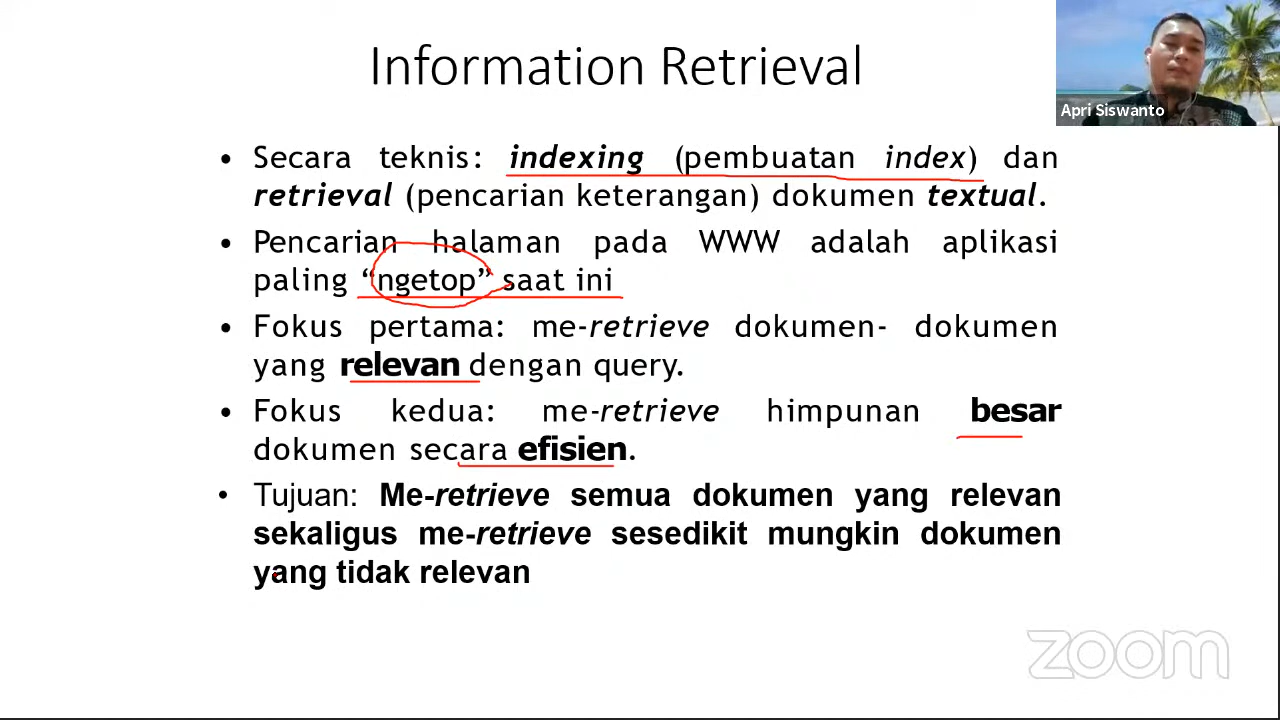 Information Retrieval
Apri Siswanto
• Secara teknis: indexing (pembuatan index) dan
retrieval (pencarian keterangan) dokumen textual.
• Pencarian halaman pada WWW adalah aplikasi
paling “ngetop” saat ini
• Fokus pertama: me-retrieve dokumen- dokumen
yang relevan dengan query.
• Fokus kedua: me-retrieve himpunan besar
dokumen secara efisien.
• Tujuan: Me-retrieve semua dokumen yang relevan
sekaligus me-retrieve sesedikit mungkin dokumen
yang tidak relevan
zoom